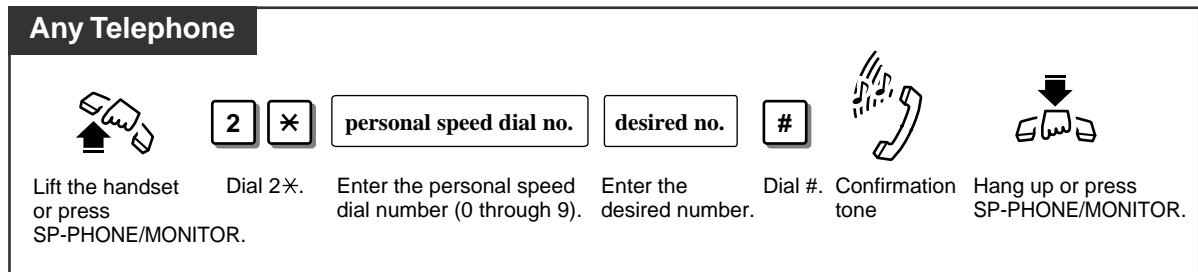 Any Telephone
2 ✳ personal speed dial no. desired no. #
Lift the handset
or press
SP-PHONE/MONITOR.
Dial 2✳.
Enter the personal speed
dial number (0 through 9).
Enter the
desired number.
Dial #.
Confirmation
tone
Hang up or press
SP-PHONE/MONITOR.